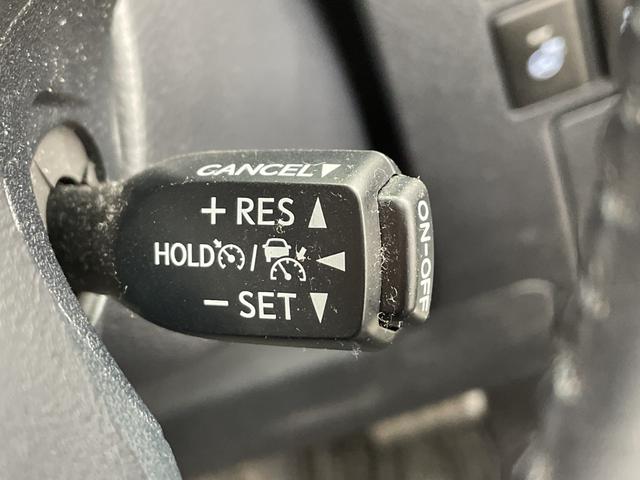 CANCEL▼
+ RES ▲
HOLD / ◀
− SET ▼
ON-OFF